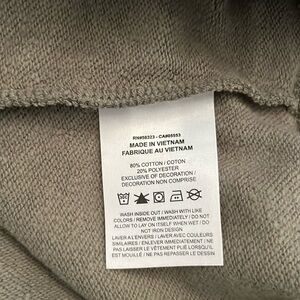 RN#56323 - CA#05553
MADE IN VIETNAM
FABRIQUE AU VIETNAM
80% COTTON / COTON
20% POLYESTER
EXCLUSIVE OF DECORATION /
DECORATION NON COMPRISE
WASH INSIDE OUT / WASH WITH LIKE
COLORS / REMOVE IMMEDIATELY / DO NOT
ALLOW TO LAY ON ITSELF WHEN WET / DO
NOT IRON DESIGN
LAVER A L'ENVERS / LAVER AVEC COULEURS
SIMILAIRES / ENLEVER IMMEDIATEMENT / NE
PAS LAISSER LE VÊTEMENT PLIÉ LORSQU'IL
EST MOUILLÉ / NE PAS REPASSER LE DESSIN